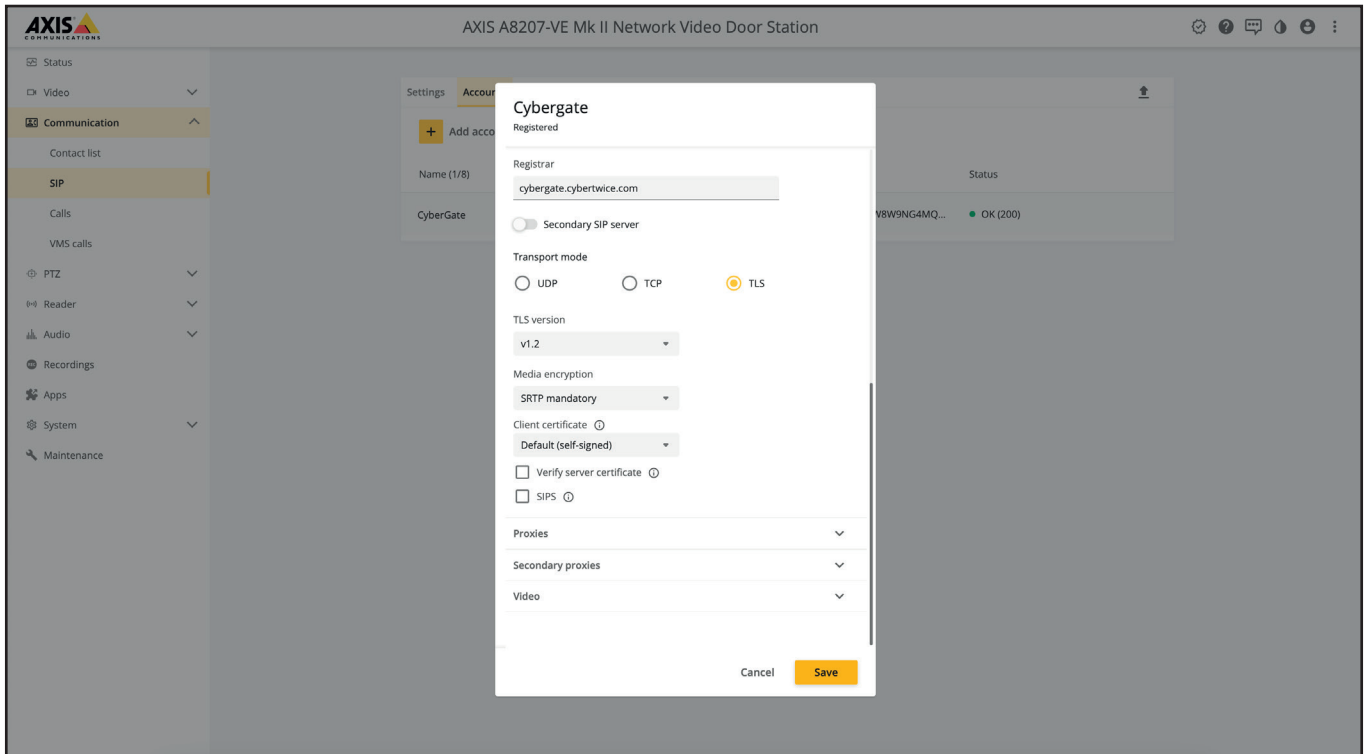 AXIS
COMMUNICATIONS
AXIS A8207-VE Mk II Network Video Door Station
Status
Video
Communication
Contact list
SIP
Calls
VMS calls
PTZ
Reader
Audio
Recordings
Apps
System
Maintenance
Settings
Add
Name (1/8)
Status
CyberGate
OK (200)
Cybergate
Registered
Registrar
cybergate.cybertwice.com
Secondary SIP server
Transport mode
UDP TCP TLS
TLS version
v1.2
Media encryption
SRTP mandatory
Client certificate
Default (self-signed)
Verify server certificate
SIPS
Proxies
Secondary proxies
Video
Cancel Save